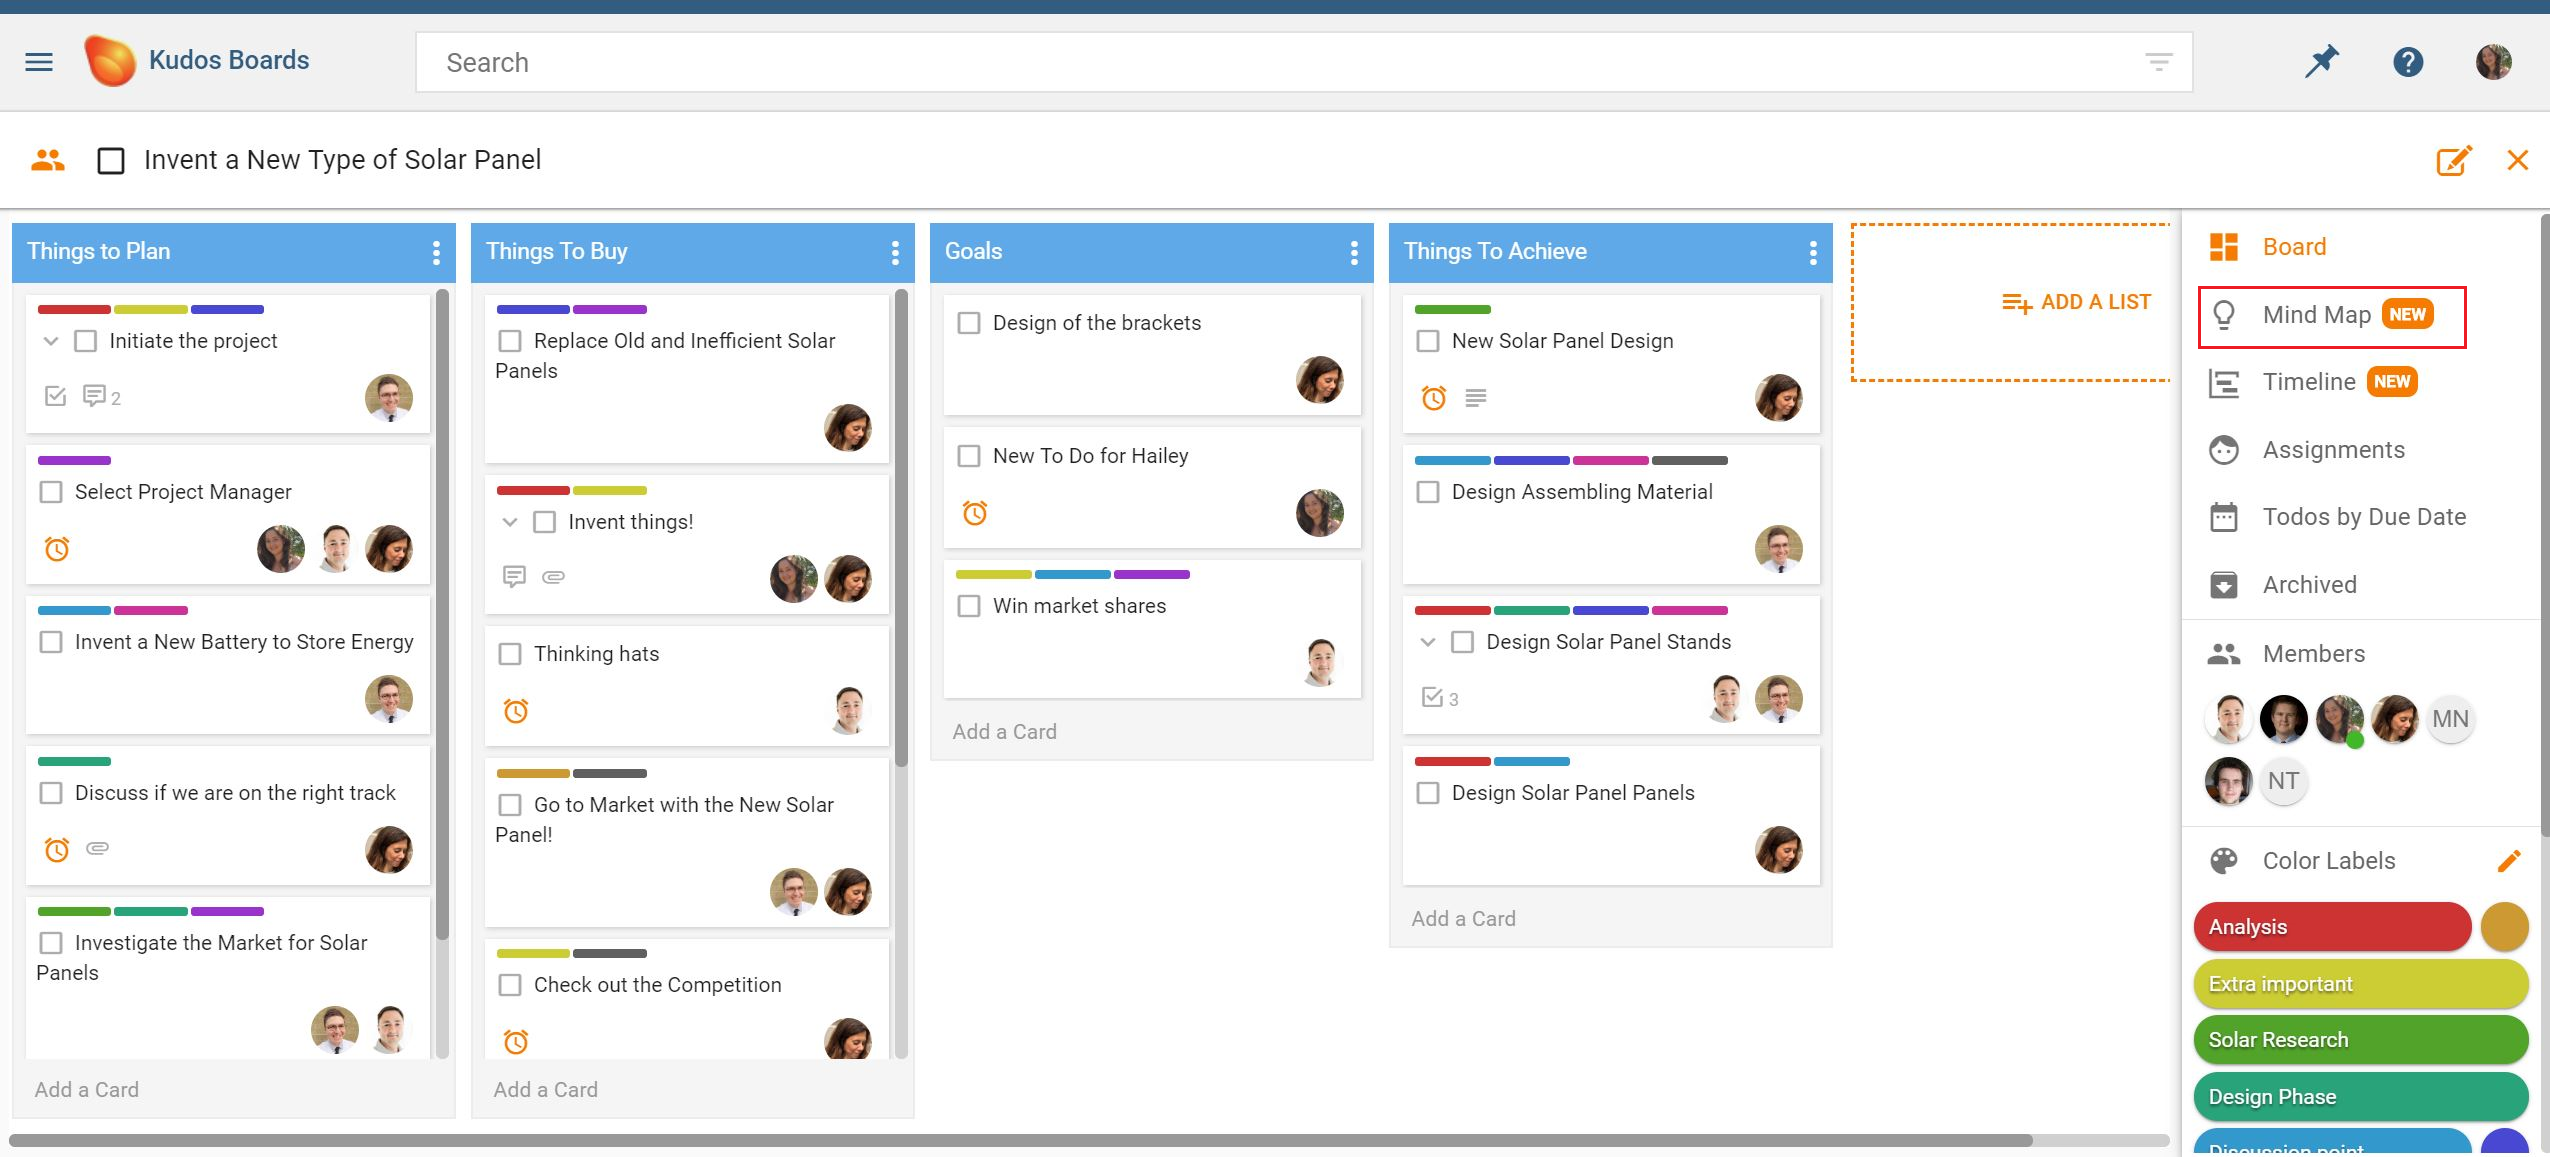 Kudos Boards
Search
Invent a New Type of Solar Panel
Things to Plan
Initiate the project
2
Select Project Manager
Invent a New Battery to Store Energy
Discuss if we are on the right track
Investigate the Market for Solar
Panels
Add a Card
Things To Buy
Replace Old and Inefficient Solar
Panels
Invent things!
Thinking hats
Go to Market with the New Solar
Panel!
Check out the Competition
Add a Card
Goals
Design of the brackets
New To Do for Hailey
Win market shares
Add a Card
Things To Achieve
New Solar Panel Design
Design Assembling Material
Design Solar Panel Stands
3
Design Solar Panel Panels
Add a Card
ADD A LIST
Board
Mind Map NEW
Timeline NEW
Assignments
Todos by Due Date
Archived
Members
MN
NT
Color Labels
Analysis
Extra important
Solar Research
Design Phase
Discussion point